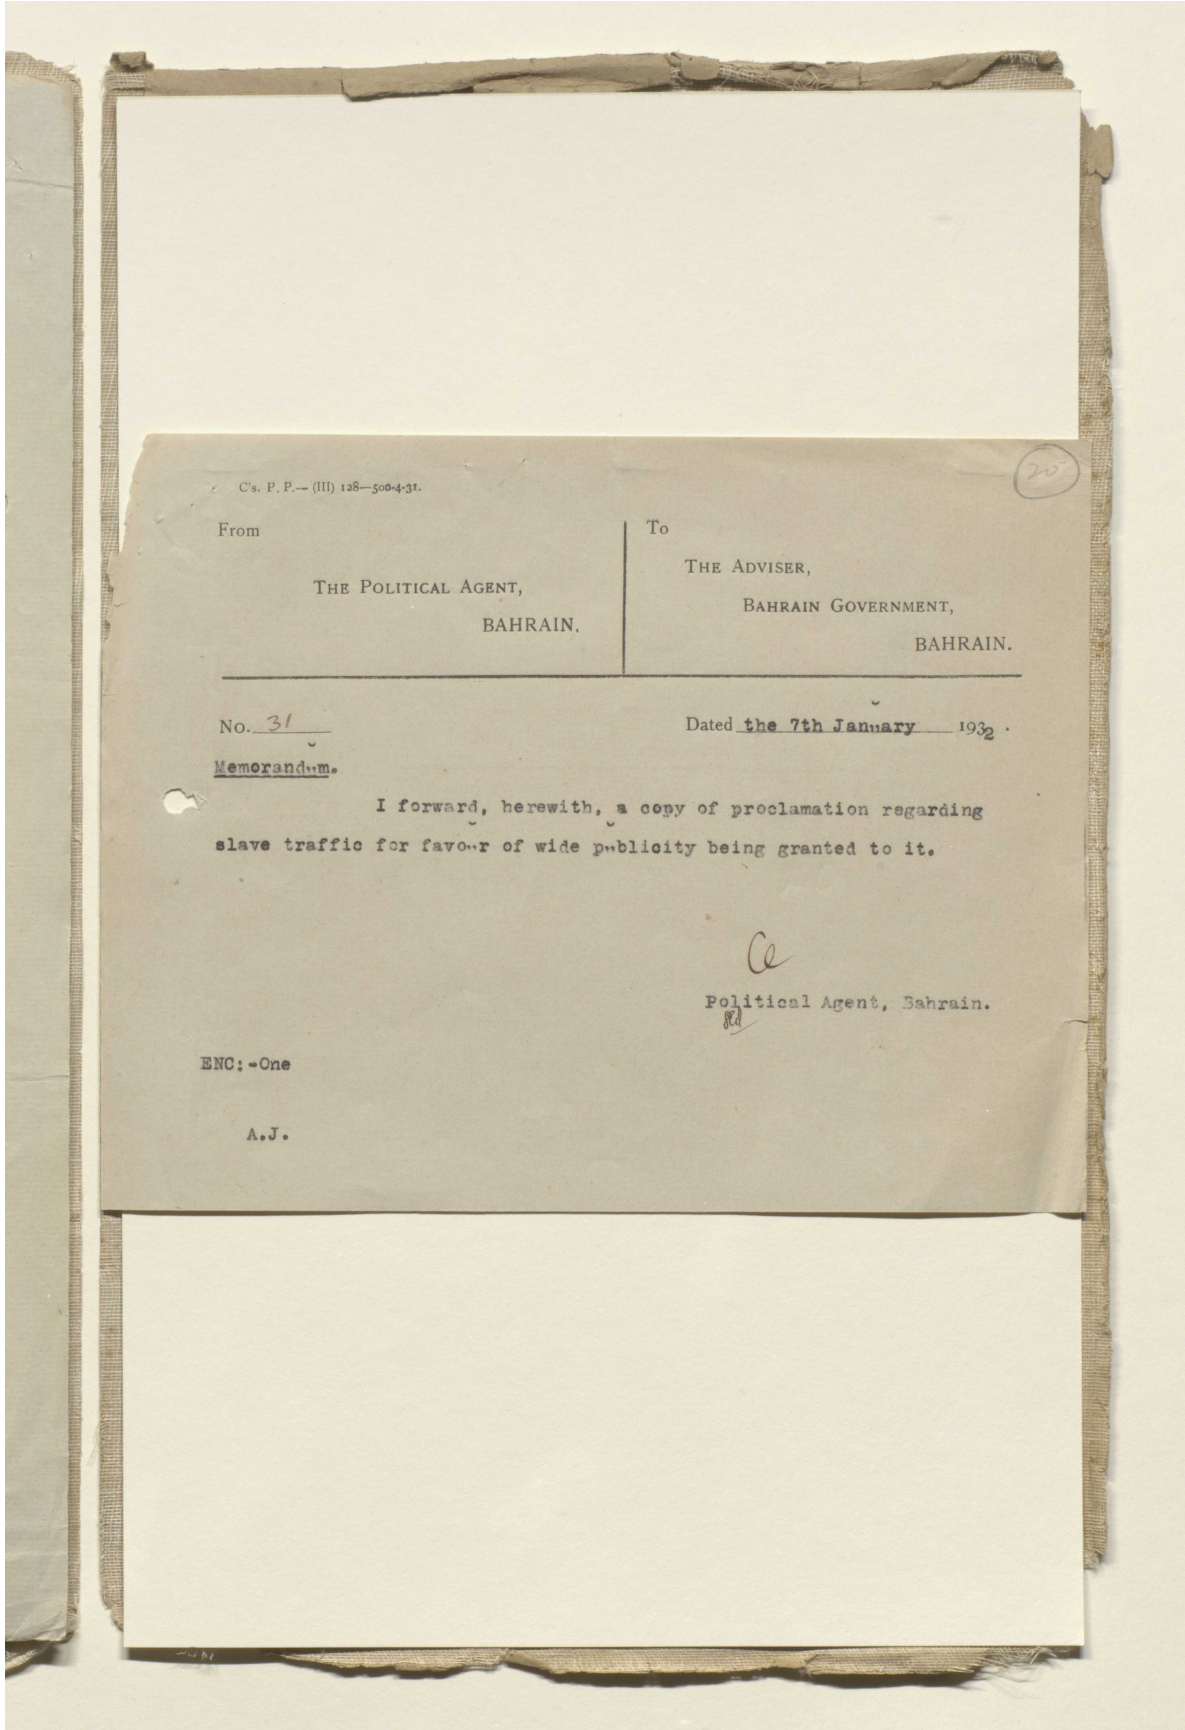 C's. P. P.— (III) 128—500-4-31.
20
From
THE POLITICAL AGENT,
BAHRAIN.
To
THE ADVISER,
BAHRAIN GOVERNMENT,
BAHRAIN.
No. 31
Dated the 7th January 1932.
Memorandum.
I forward, herewith, a copy of proclamation regarding
slave traffic for favour of wide publicity being granted to it.
Political Agent, Bahrain.
ENC:-One
A.J.